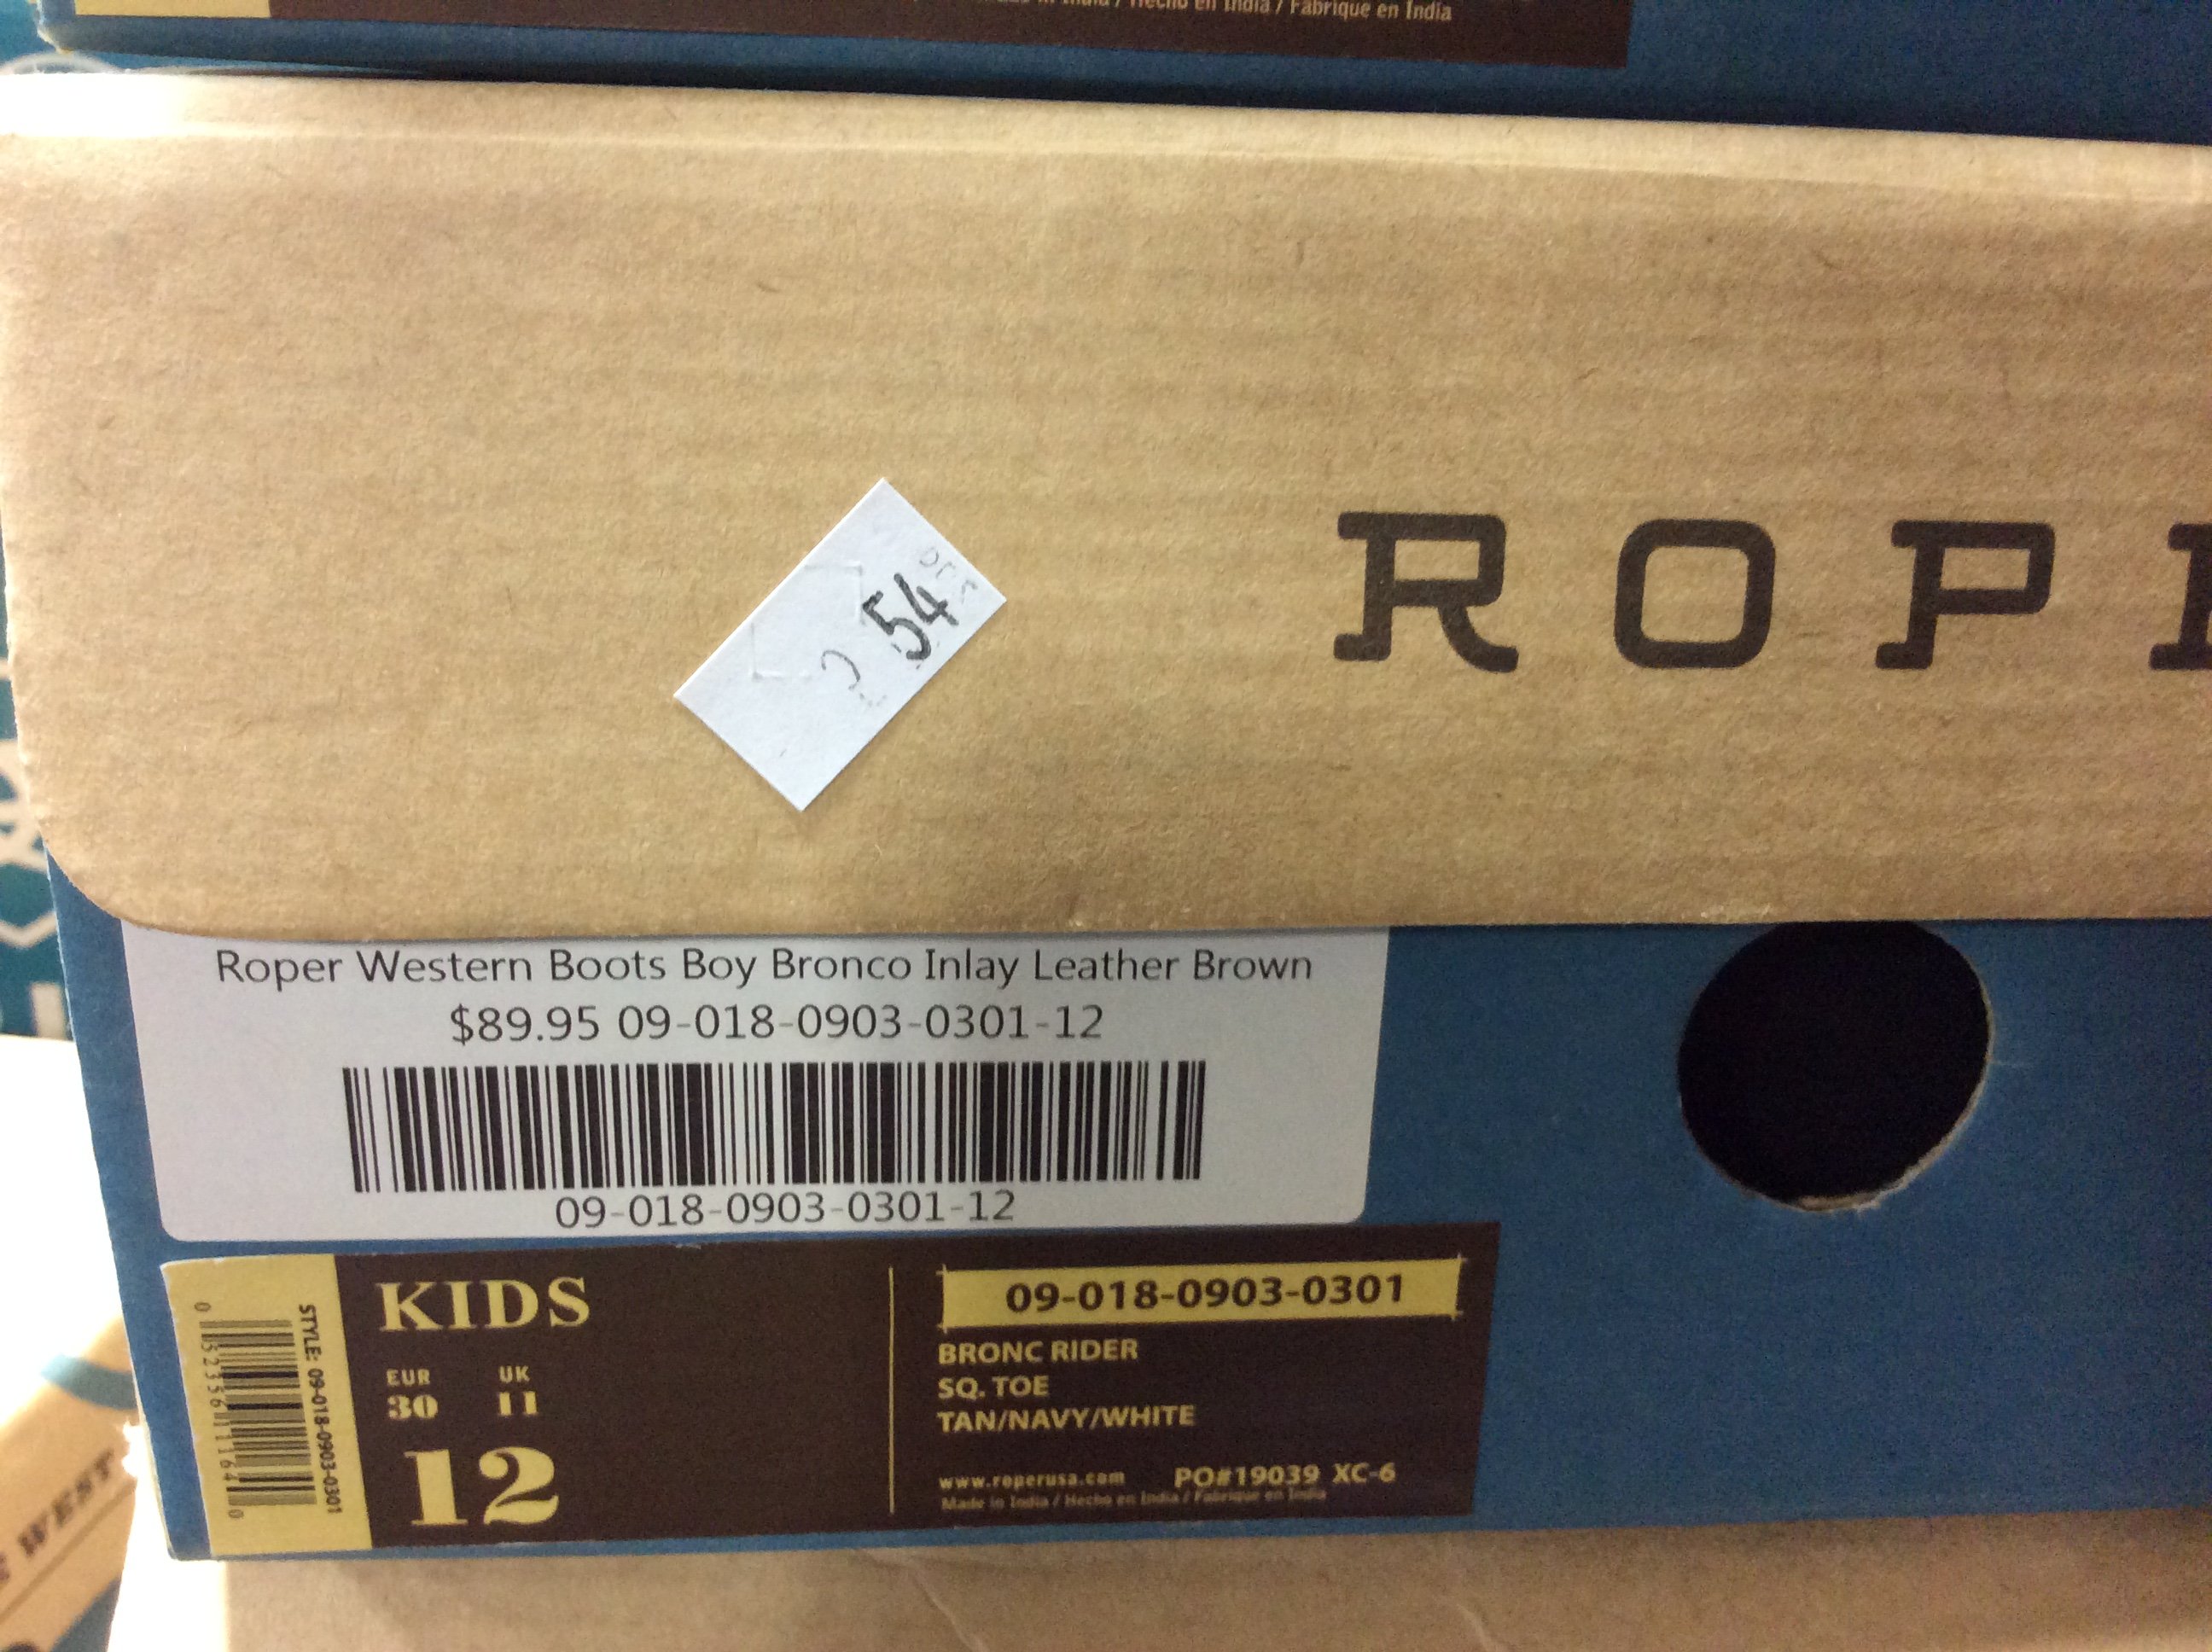 Made in India / Hecho en India / Fabrique en India
54
ROP
Roper Western Boots Boy Bronco Inlay Leather Brown
$89.95 09-018-0903-0301-12
09-018-0903-0301-12
STYLE: 09-018-0903-0301
KIDS
EUR UK
30 11
12
09-018-0903-0301
BRONC RIDER
SQ. TOE
TAN/NAVY/WHITE
www.roperusa.com PO#19039 XC-6
Made in India / Hecho en India / Fabrique en India
WEST